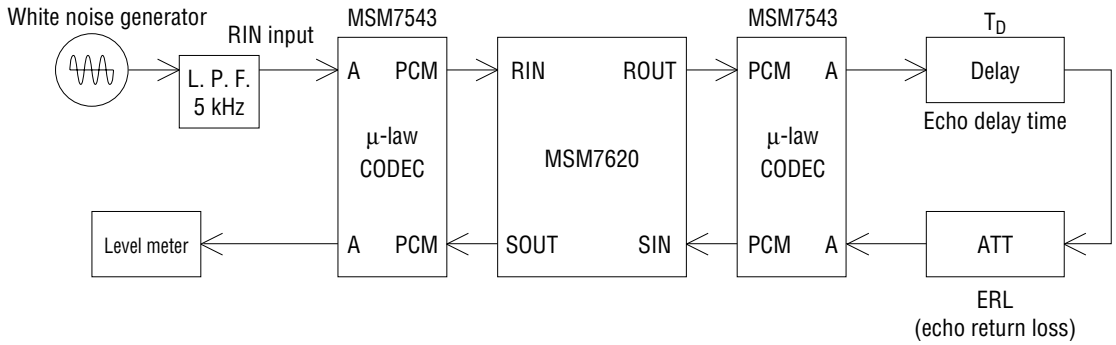 White noise generator
RIN input
L. P. F.
5 kHz
MSM7543
A PCM
μ-law
CODEC
A PCM
RIN ROUT
MSM7620
SOUT SIN
MSM7543
PCM A
μ-law
CODEC
PCM A
T_D
Delay
Echo delay time
Level meter
ATT
ERL
(echo return loss)